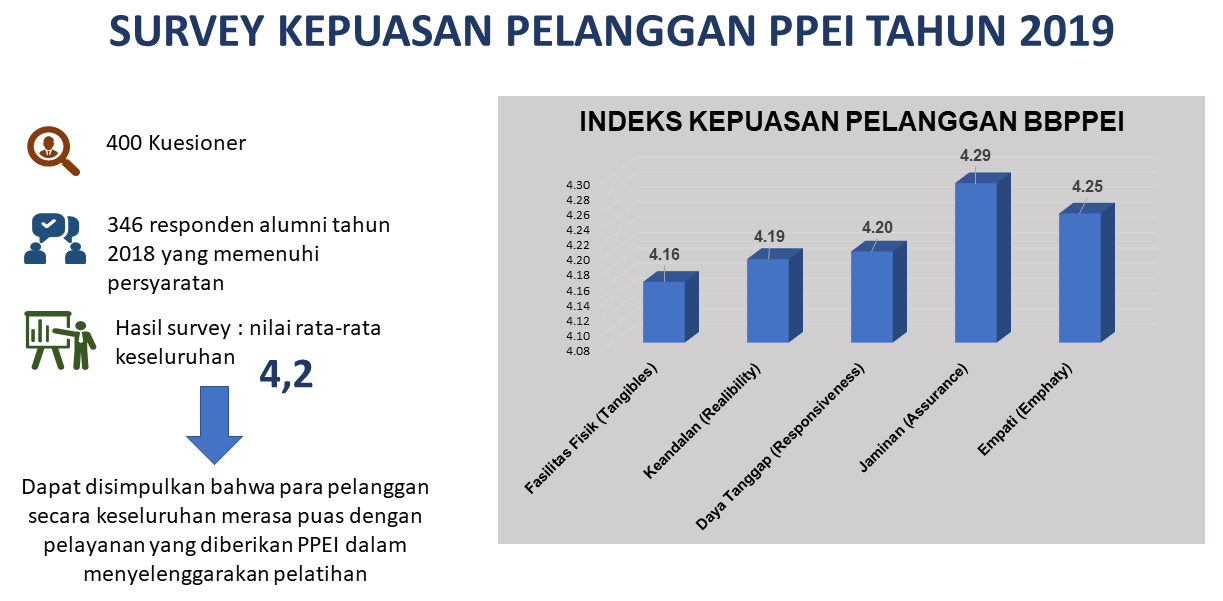 SURVEY KEPUASAN PELANGGAN PPEI TAHUN 2019
400 Kuesioner
346 responden alumni tahun
2018 yang memenuhi
persyaratan
Hasil survey : nilai rata-rata
keseluruhan
4,2
Dapat disimpulkan bahwa para pelanggan
secara keseluruhan merasa puas dengan
pelayanan yang diberikan PPEI dalam
menyelenggarakan pelatihan
INDEKS KEPUASAN PELANGGAN BBPPEI
4.30
4.28
4.26
4.24
4.22
4.20
4.18
4.16
4.14
4.12
4.10
4.08
4.16
4.19
4.20
4.29
4.25
Fasilitas Fisik (Tangibles)
Keandalan (Realibility)
Daya Tanggap (Responsiveness)
Jaminan (Assurance)
Empati (Emphaty)